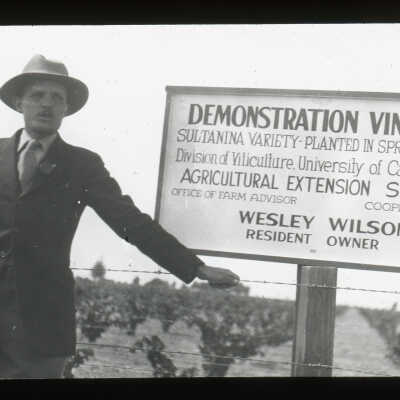 DEMONSTRATION VIN
SULTANINA VARIETY-PLANTED IN SPR
Division of Viticulture, University of Ca
AGRICULTURAL EXTENSION S
OFFICE OF FARM ADVISOR COOP
WESLEY WILSO
RESIDENT OWNER